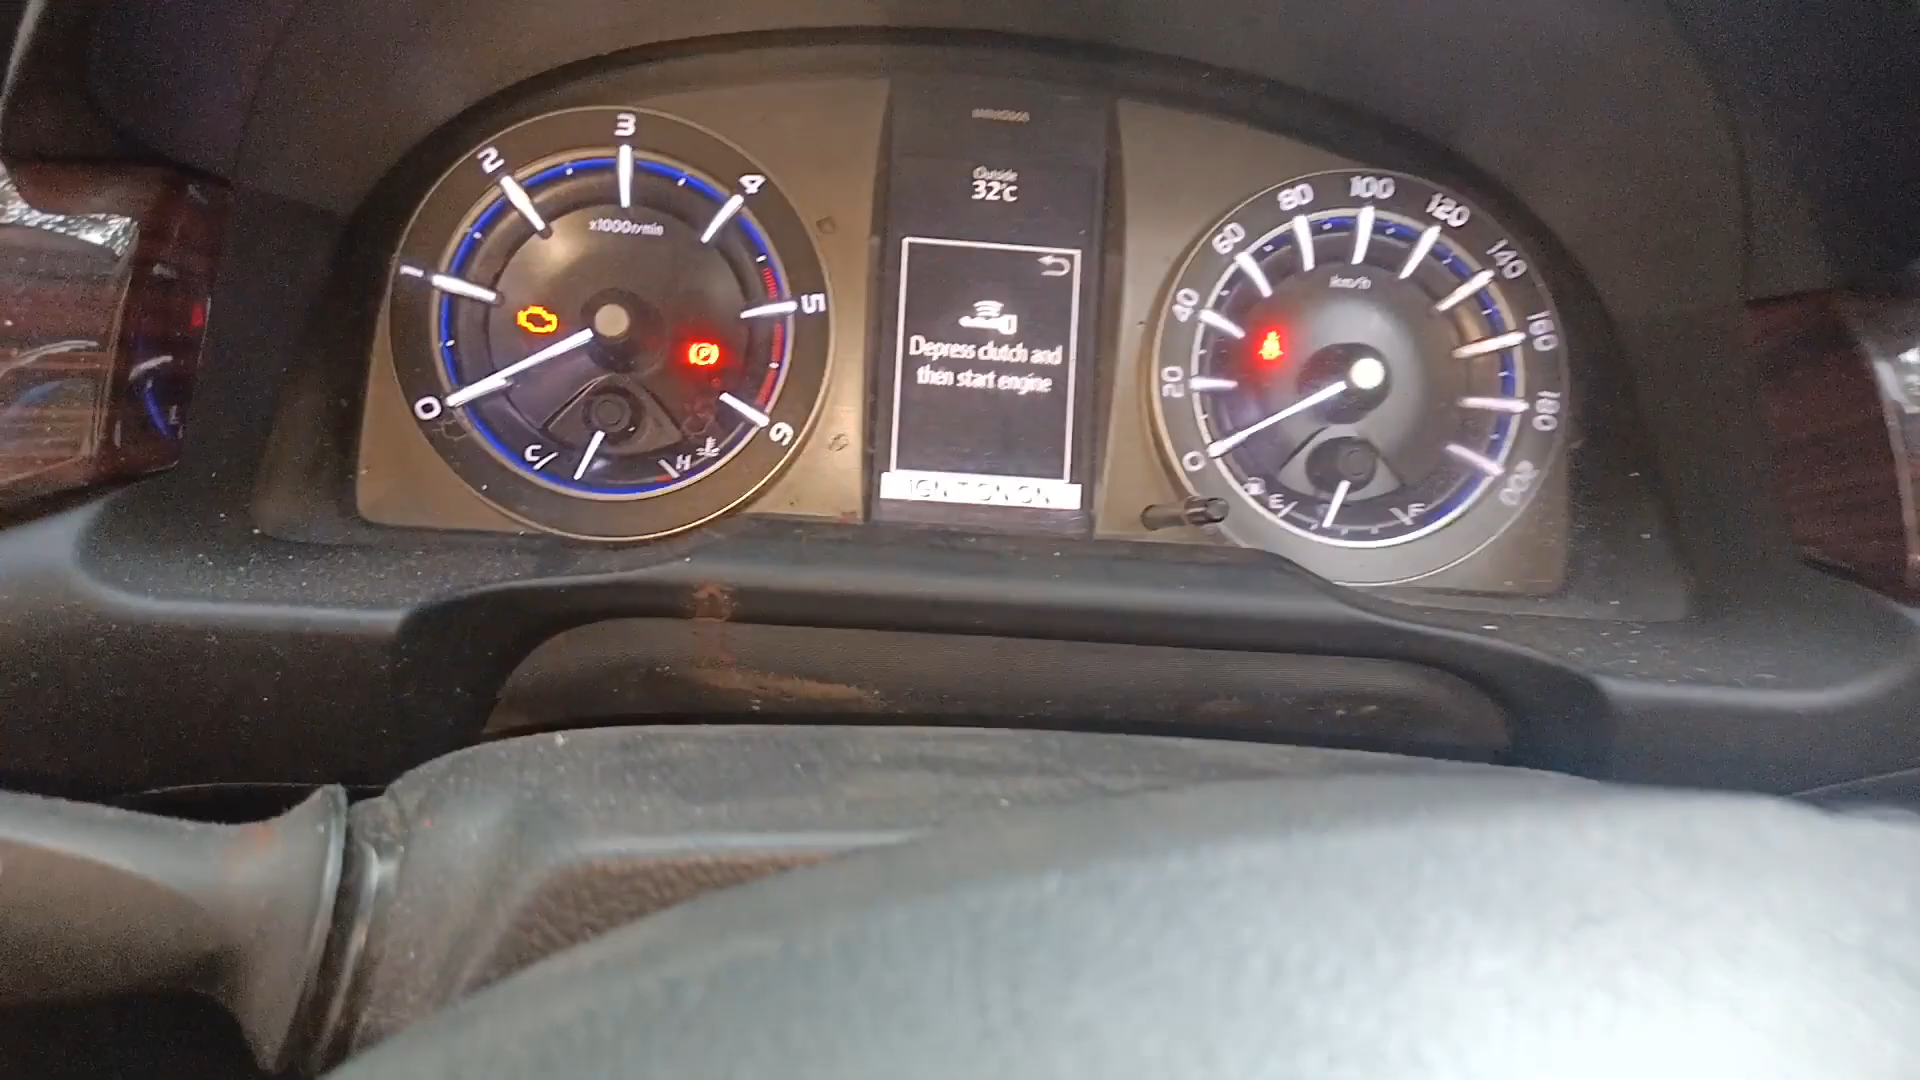 1
2
3
4
5
6
0
x1000r/min
C
H
Outside
32°C
Depress clutch and
then start engine
IGNITION ON
0
20
40
60
80
100
120
140
160
180
200
km/h
E
F
P